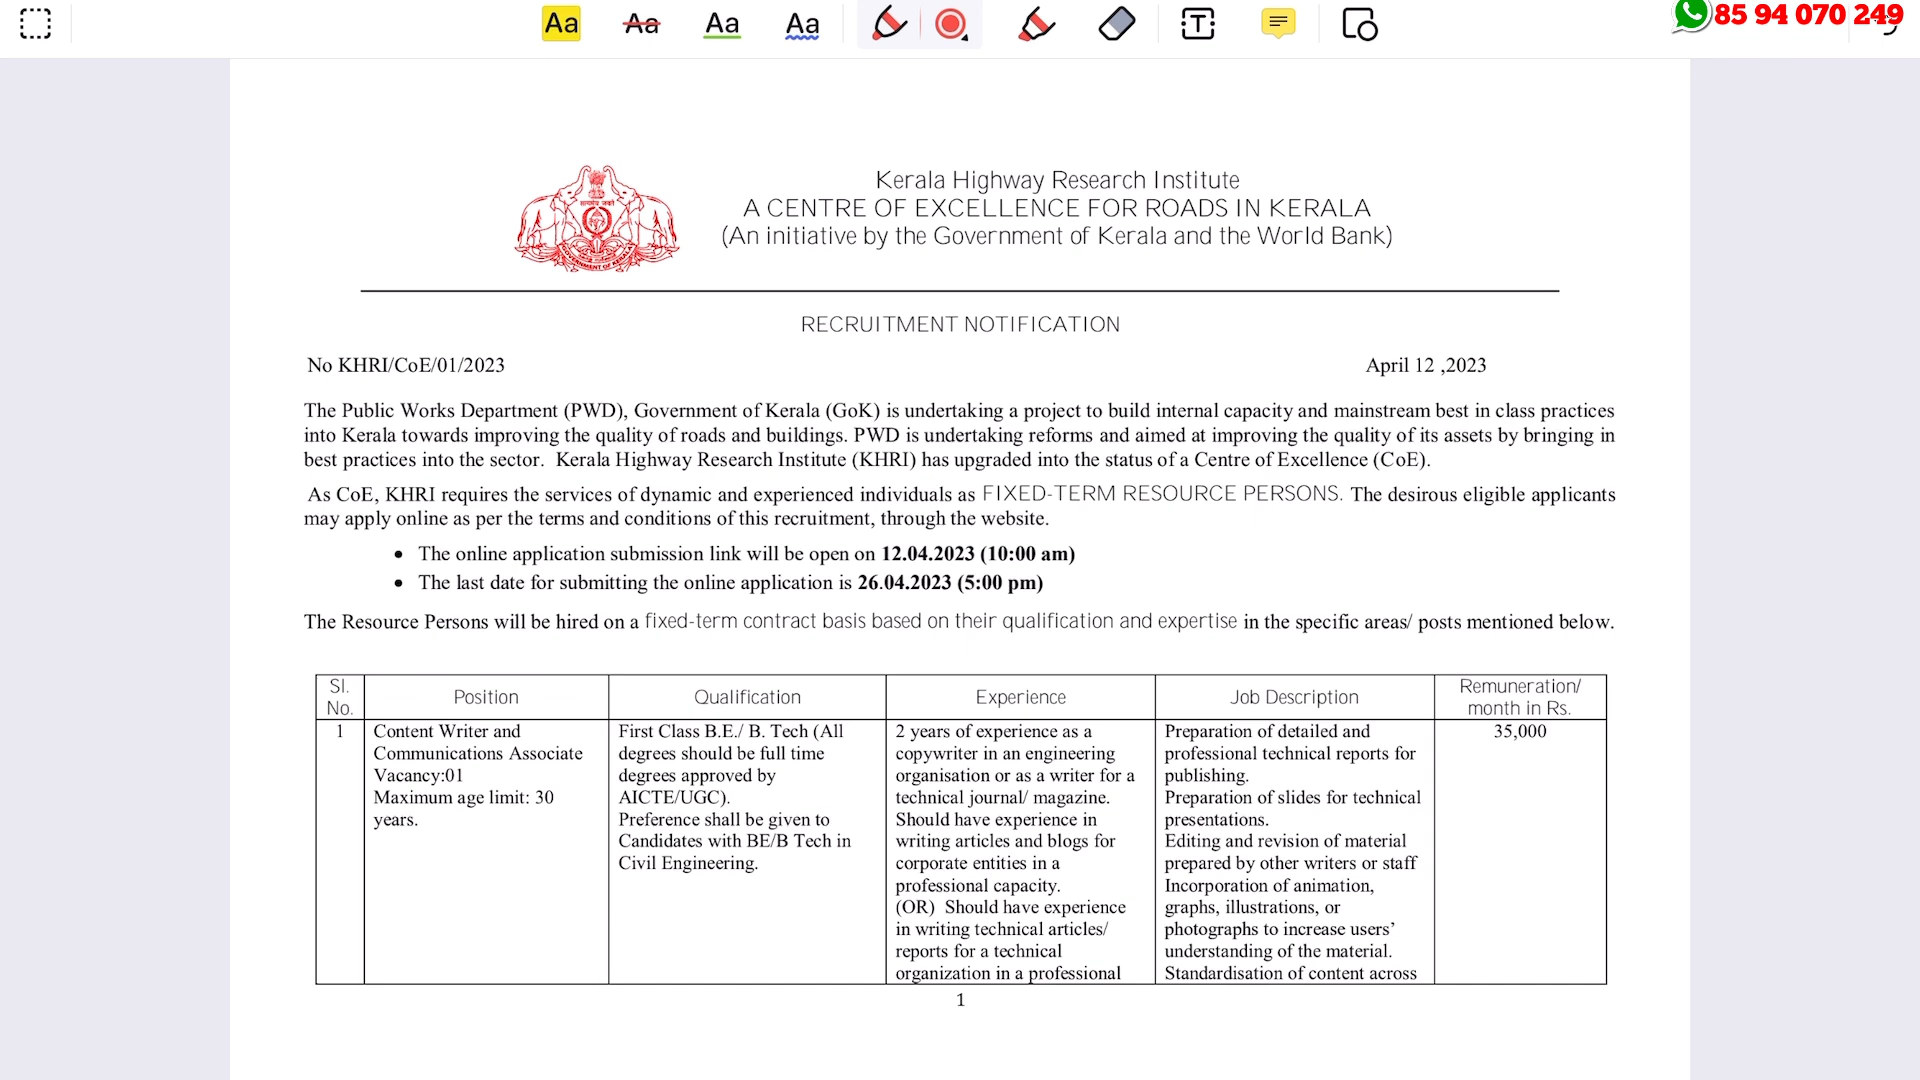 Aa Aa Aa Aa T
85 94 070 249
Kerala Highway Research Institute
A CENTRE OF EXCELLENCE FOR ROADS IN KERALA
(An initiative by the Government of Kerala and the World Bank)
GOVERNMENT OF KERALA
RECRUITMENT NOTIFICATION
No KHRI/CoE/01/2023 April 12 ,2023
The Public Works Department (PWD), Government of Kerala (GoK) is undertaking a project to build internal capacity and mainstream best in class practices
into Kerala towards improving the quality of roads and buildings. PWD is undertaking reforms and aimed at improving the quality of its assets by bringing in
best practices into the sector.  Kerala Highway Research Institute (KHRI) has upgraded into the status of a Centre of Excellence (CoE).
As CoE, KHRI requires the services of dynamic and experienced individuals as FIXED-TERM RESOURCE PERSONS. The desirous eligible applicants
may apply online as per the terms and conditions of this recruitment, through the website.
• The online application submission link will be open on 12.04.2023 (10:00 am)
• The last date for submitting the online application is 26.04.2023 (5:00 pm)
The Resource Persons will be hired on a fixed-term contract basis based on their qualification and expertise in the specific areas/ posts mentioned below.
Sl.
No.
Position
Qualification
Experience
Job Description
Remuneration/
month in Rs.
1
Content Writer and
Communications Associate
Vacancy:01
Maximum age limit: 30
years.
First Class B.E./ B. Tech (All
degrees should be full time
degrees approved by
AICTE/UGC).
Preference shall be given to
Candidates with BE/B Tech in
Civil Engineering.
2 years of experience as a
copywriter in an engineering
organisation or as a writer for a
technical journal/ magazine.
Should have experience in
writing articles and blogs for
corporate entities in a
professional capacity.
(OR)  Should have experience
in writing technical articles/
reports for a technical
organization in a professional
Preparation of detailed and
professional technical reports for
publishing.
Preparation of slides for technical
presentations.
Editing and revision of material
prepared by other writers or staff
Incorporation of animation,
graphs, illustrations, or
photographs to increase users’
understanding of the material.
Standardisation of content across
35,000
1